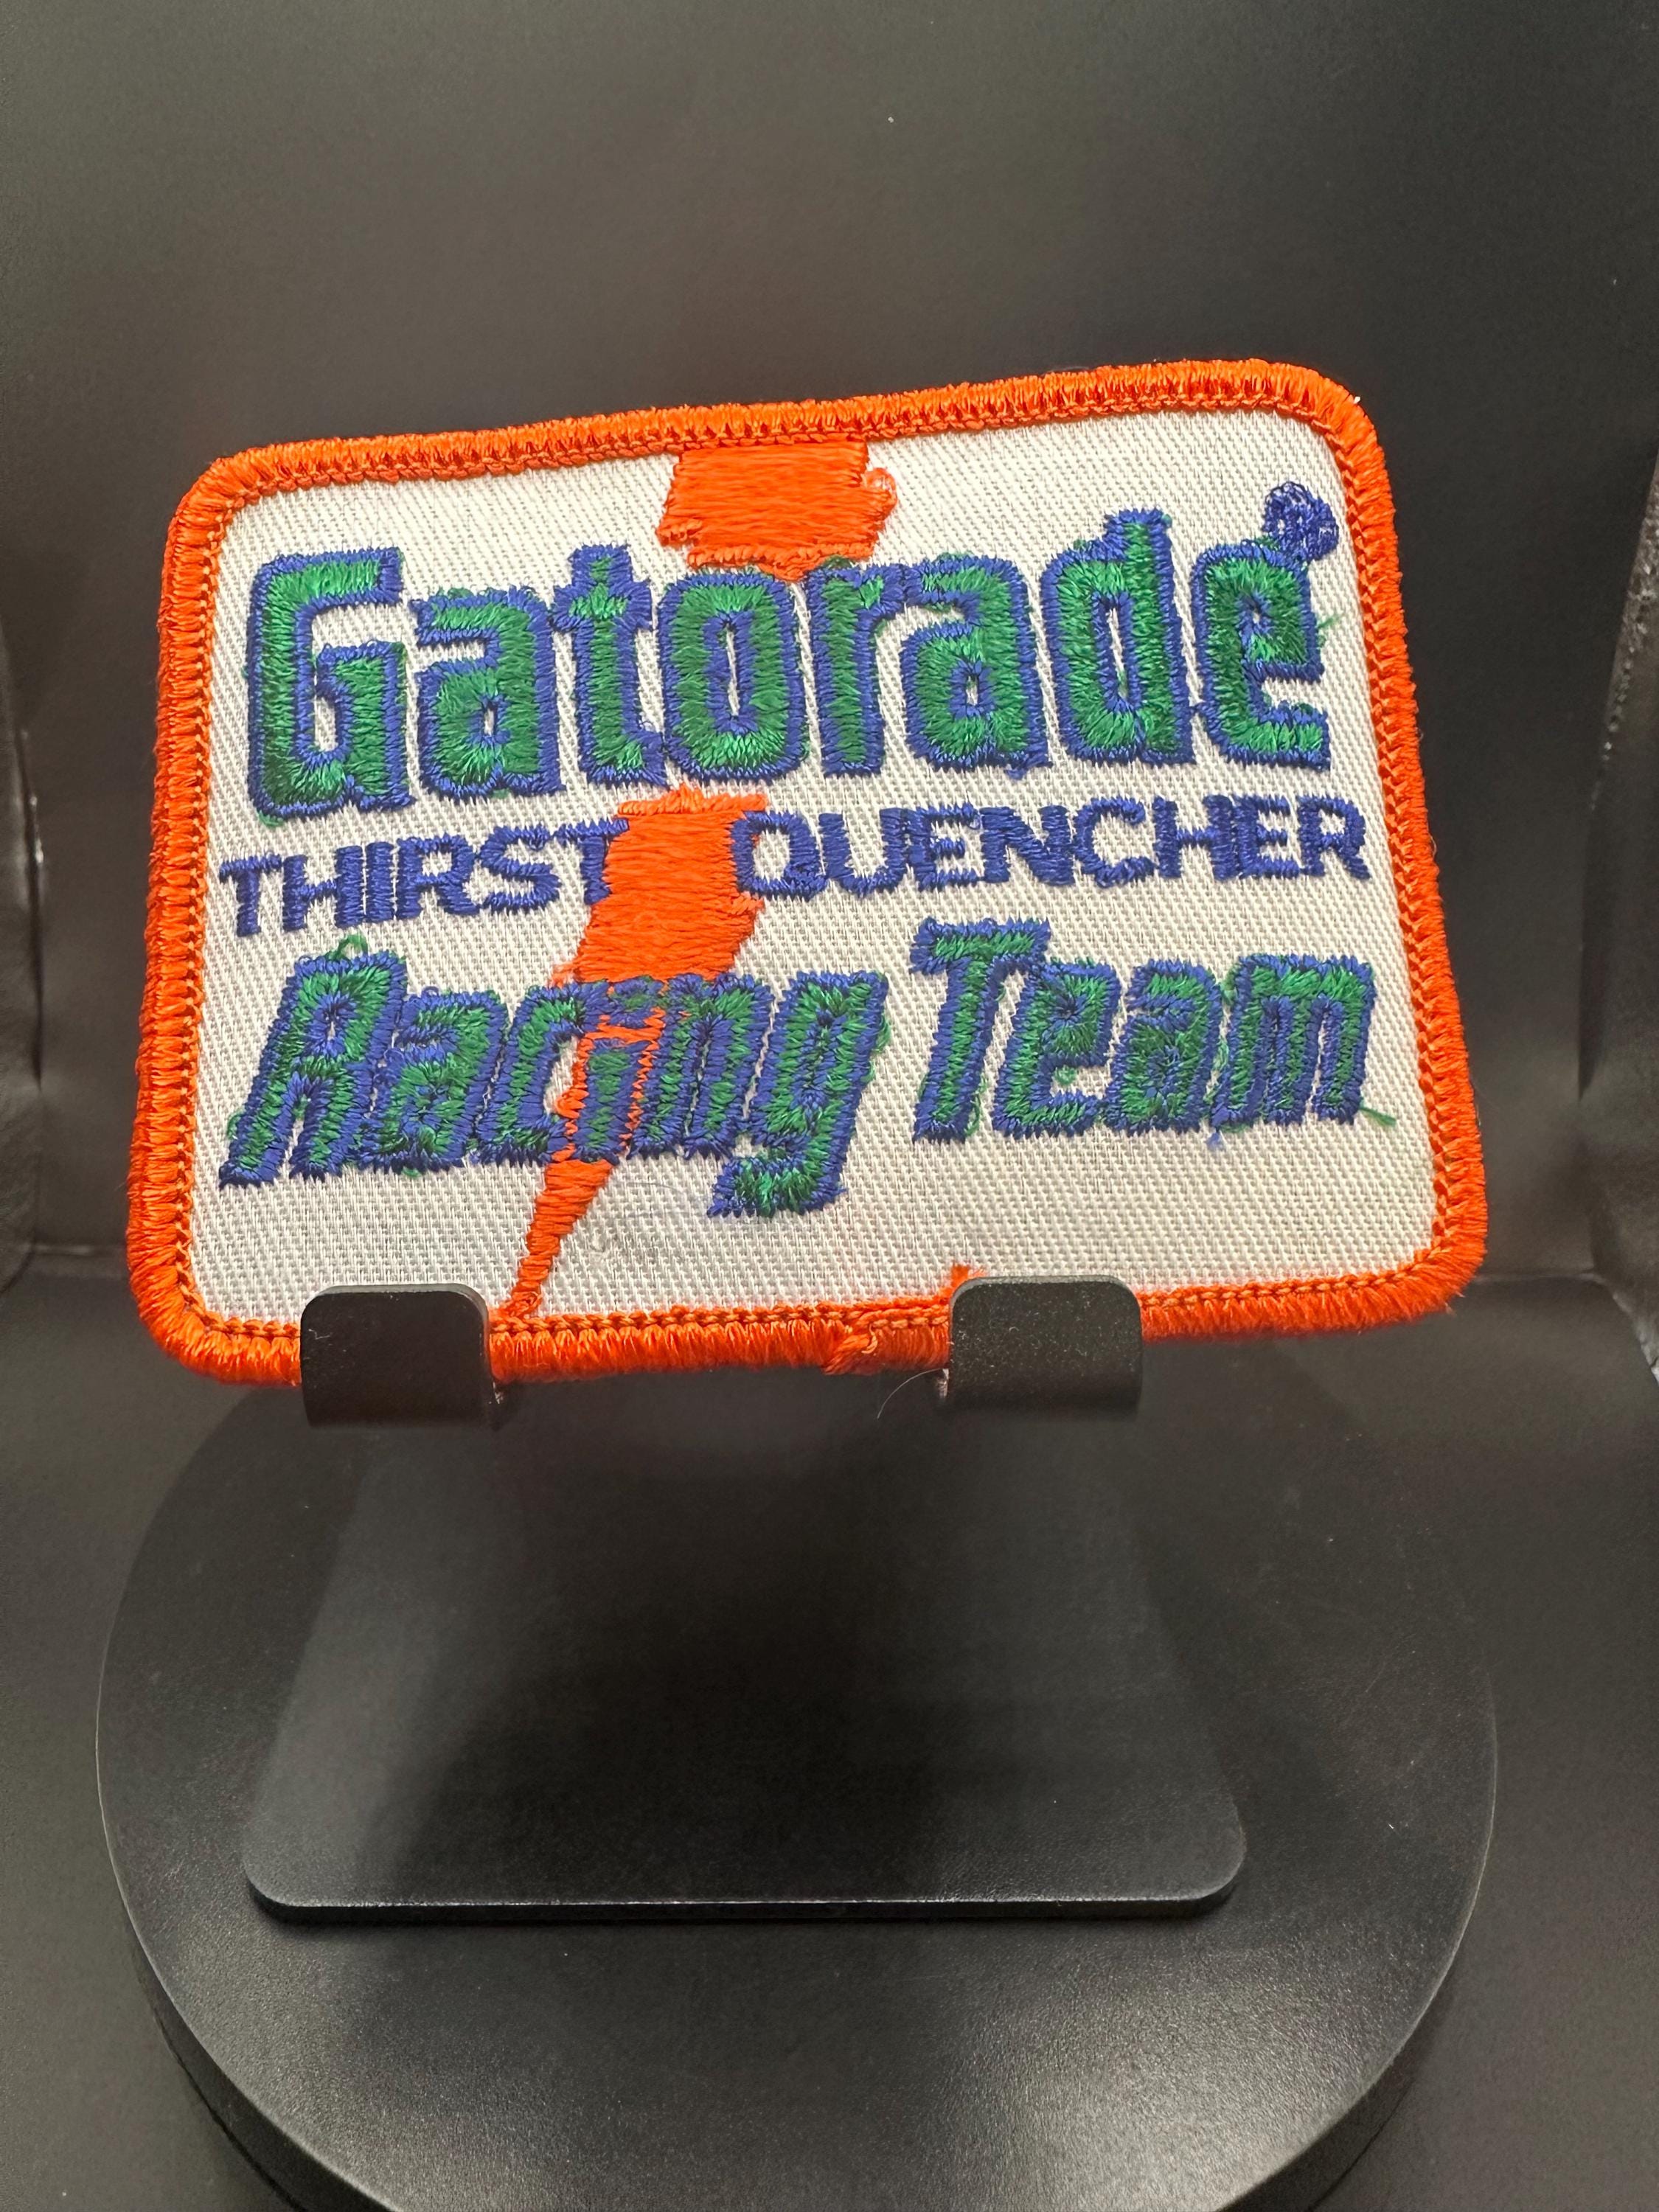 Gatorade®
THIRST QUENCHER
Racing Team